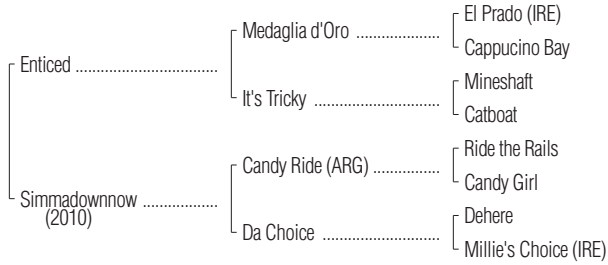 El Prado (IRE)
Medaglia d'Oro ..................
Cappucino Bay
Enticed ...............................
Mineshaft
It's Tricky ...........................
Catboat
Ride the Rails
Candy Ride (ARG) ..............
Candy Girl
Simmadownnow ................
(2010)
Dehere
Da Choice .........................
Millie's Choice (IRE)